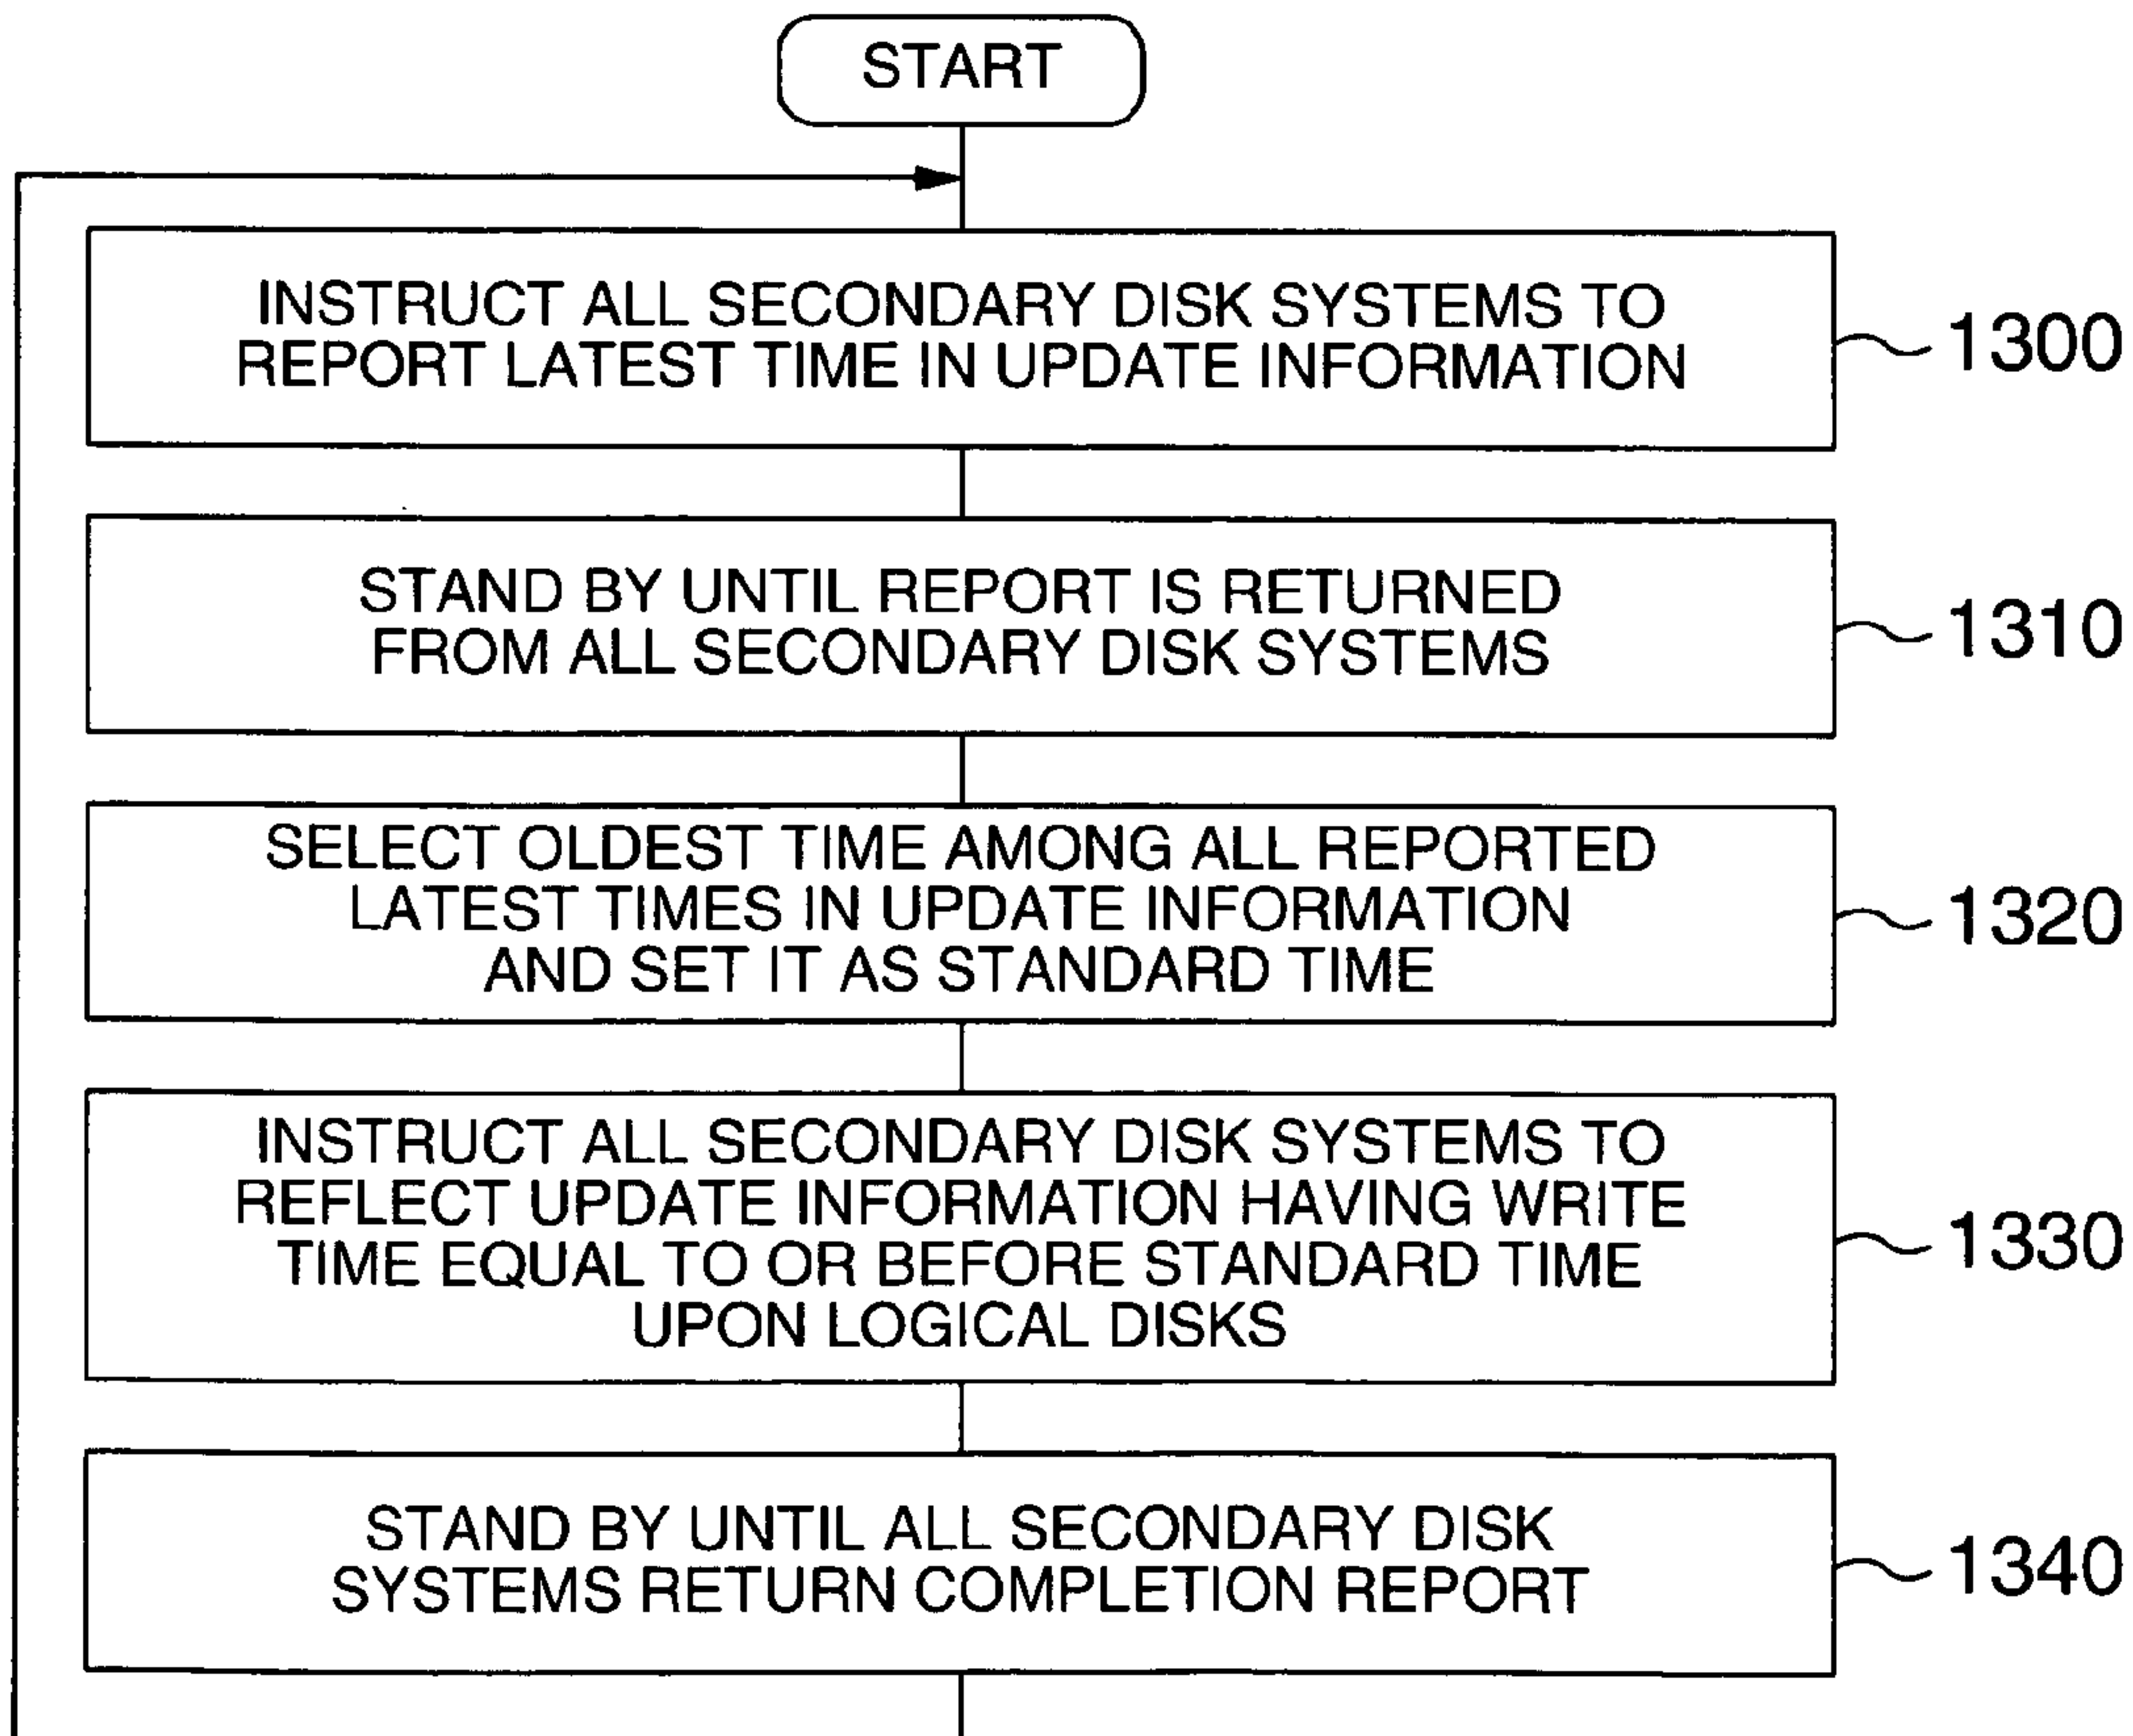 START
INSTRUCT ALL SECONDARY DISK SYSTEMS TO
REPORT LATEST TIME IN UPDATE INFORMATION
1300
STAND BY UNTIL REPORT IS RETURNED
FROM ALL SECONDARY DISK SYSTEMS
1310
SELECT OLDEST TIME AMONG ALL REPORTED
LATEST TIMES IN UPDATE INFORMATION
AND SET IT AS STANDARD TIME
1320
INSTRUCT ALL SECONDARY DISK SYSTEMS TO
REFLECT UPDATE INFORMATION HAVING WRITE
TIME EQUAL TO OR BEFORE STANDARD TIME
UPON LOGICAL DISKS
1330
STAND BY UNTIL ALL SECONDARY DISK
SYSTEMS RETURN COMPLETION REPORT
1340